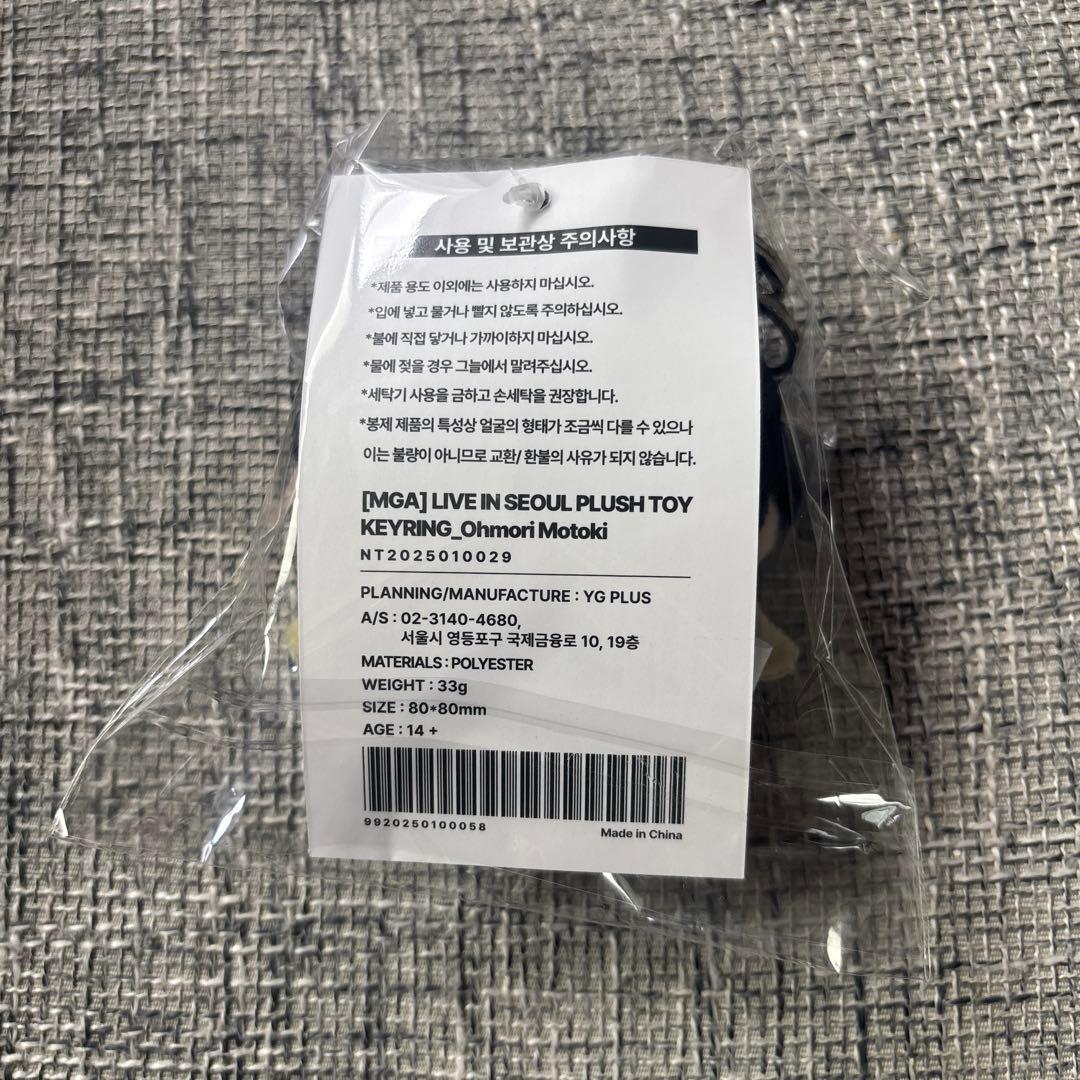 사용 및 보관상 주의사항
*제품 용도 이외에는 사용하지 마십시오.
*입에 넣고 물거나 빨지 않도록 주의하십시오.
*불에 직접 닿거나 가까이하지 마십시오.
*물에 젖을 경우 그늘에서 말려주십시오.
*세탁기 사용을 금하고 손세탁을 권장합니다.
*봉제 제품의 특성상 얼굴의 형태가 조금씩 다를 수 있으나
이는 불량이 아니므로 교환/ 환불의 사유가 되지 않습니다.
[MGA] LIVE IN SEOUL PLUSH TOY
KEYRING_Ohmori Motoki
NT2025010029
PLANNING/MANUFACTURE : YG PLUS
A/S : 02-3140-4680,
서울시 영등포구 국제금융로 10, 19층
MATERIALS : POLYESTER
WEIGHT : 33g
SIZE : 80*80mm
AGE : 14 +
9920250100058
Made in China